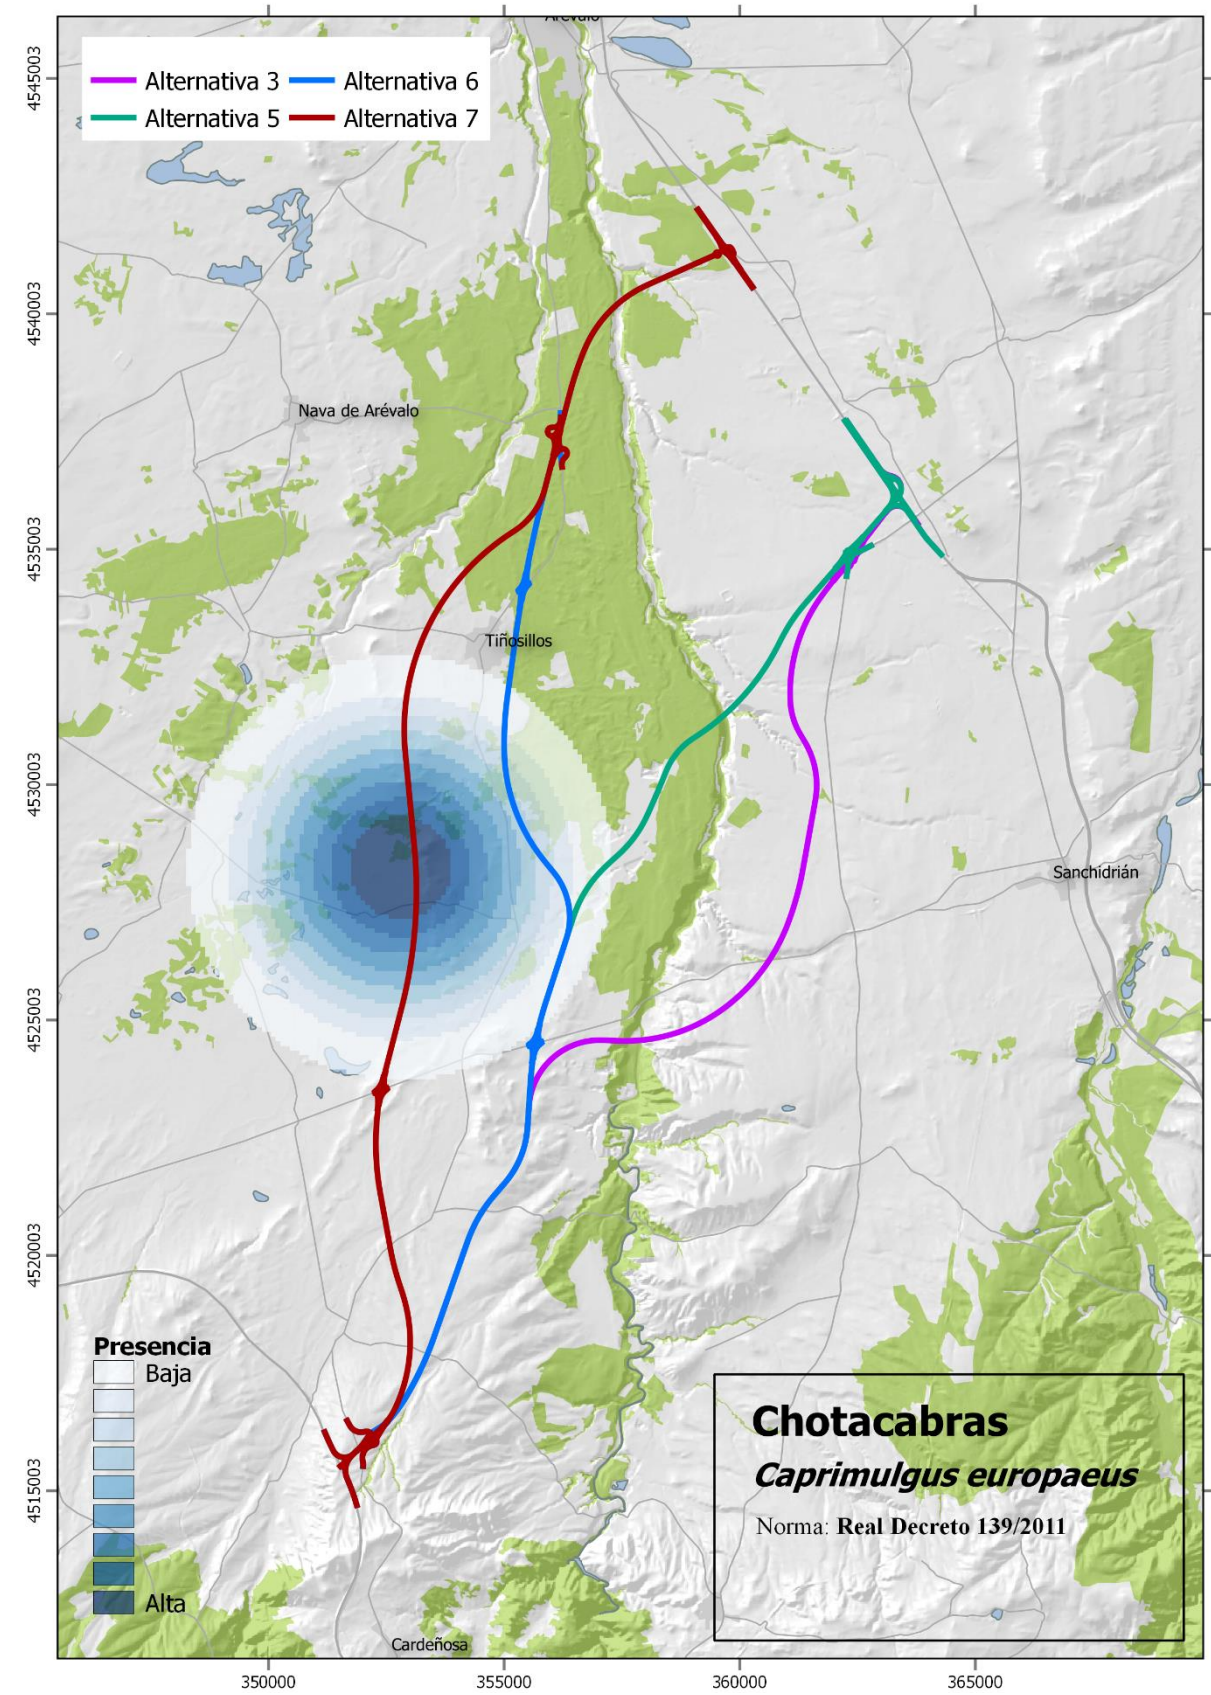 Arévalo
Alternativa 3
Alternativa 6
Alternativa 5
Alternativa 7
4545003
4540003
4535003
4530003
4525003
4520003
4515003
Nava de Arévalo
Tiñosillos
Sanchidrián
Cardeñosa
Presencia
Baja
Alta
Chotacabras
Caprimulgus europaeus
Norma: Real Decreto 139/2011
350000
355000
360000
365000